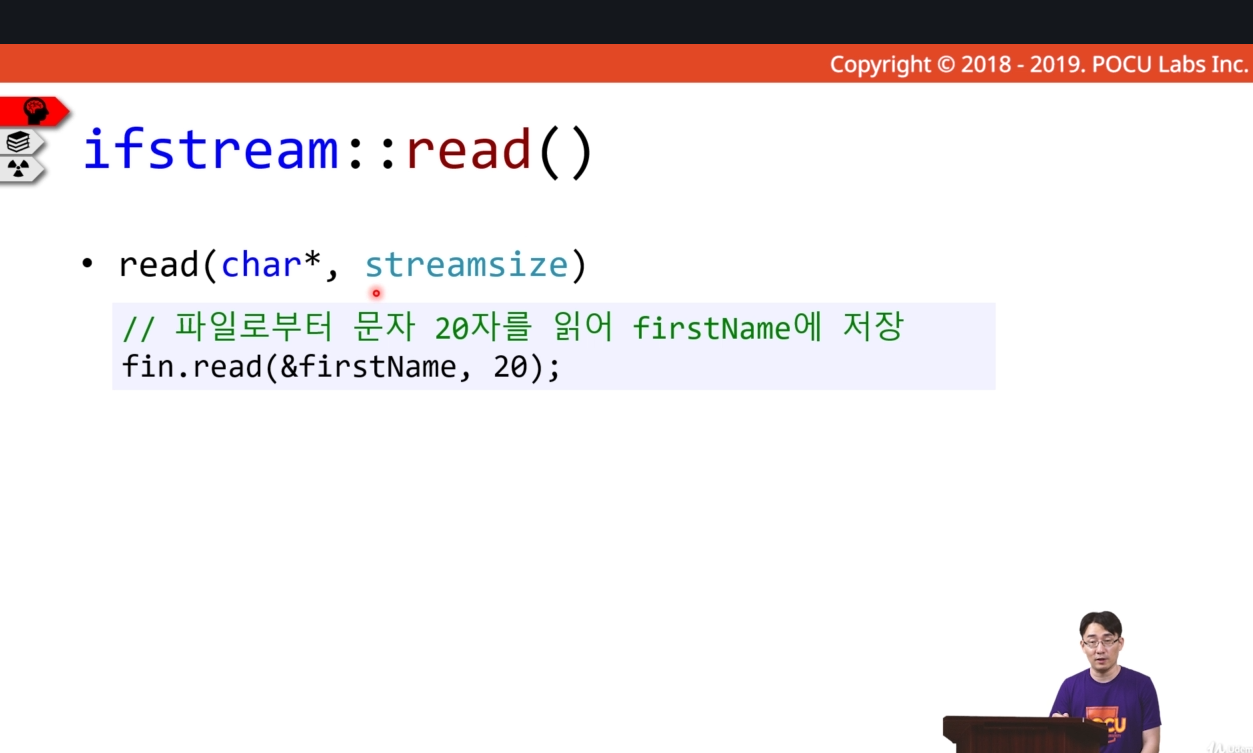 Copyright © 2018 - 2019. POCU Labs Inc.
ifstream::read()
• read(char*, streamsize)
// 파일로부터 문자 20자를 읽어 firstName에 저장
fin.read(&firstName, 20);